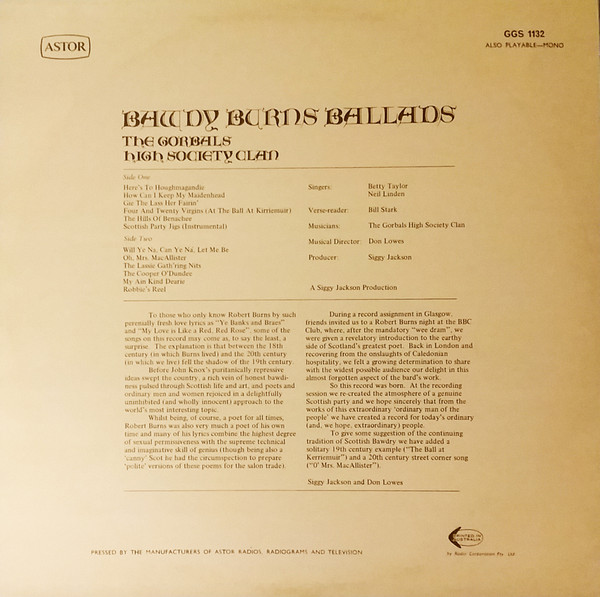 ASTOR
GGS 1132
ALSO PLAYABLE—MONO
BAWDY BURNS BALLADS
THE GORBALS
HIGH SOCIETY CLAN
Side One
Here's To Houghmagandie
How Can I Keep My Maidenhead
Gie The Lass Her Fairin'
Four And Twenty Virgins (At The Ball At Kirriemuir)
The Hills Of Benachee
Scottish Party Jigs (Instrumental)
Side Two
Will Ye Na, Can Ye Na, Let Me Be
Oh, Mrs. MacAllister
The Lassie Gath'ring Nits
The Cooper O'Dundee
My Ain Kind Dearie
Robbie's Reel
Singers: Betty Taylor
Neil Linden
Verse-reader: Bill Stark
Musicians: The Gorbals High Society Clan
Musical Director: Don Lowes
Producer: Siggy Jackson
A Siggy Jackson Production
To those who only know Robert Burns by such
perenially fresh love lyrics as "Ye Banks and Braes"
and "My Love is Like a Red, Red Rose", some of the
songs on this record may come as, to say the least, a
surprise. The explanation is that between the 18th
century (in which Burns lived) and the 20th century
(in which we live) fell the shadow of the 19th century.
Before John Knox's puritanically repressive
ideas swept the country, a rich vein of honest bawdi-
ness pulsed through Scottish life and art, and poets and
ordinary men and women rejoiced in a delightfully
uninhibited (and wholly innocent) approach to the
world's most interesting topic.
Whilst being, of course, a poet for all times,
Robert Burns was also very much a poet of his own
time and many of his lyrics combine the highest degree
of sexual permissiveness with the supreme technical
and imaginative skill of genius (though being also a
'canny' Scot he had the circumspection to prepare
'polite' versions of these poems for the salon trade).
During a record assignment in Glasgow,
friends invited us to a Robert Burns night at the BBC
Club, where, after the mandatory "wee dram", we
were given a revelatory introduction to the earthy
side of Scotland's greatest poet. Back in London and
recovering from the onslaughts of Caledonian
hospitality, we felt a growing determination to share
with the widest possible audience our delight in this
almost forgotten aspect of the bard's work.
So this record was born. At the recording
session we re-created the atmosphere of a genuine
Scottish party and we hope sincerely that from the
works of this extraordinary 'ordinary man of the
people' we have created a record for today's ordinary
(and, we hope, extraordinary) people.
To give some suggestion of the continuing
tradition of Scottish Bawdry we have added a
solitary 19th century example ("The Ball at
Kerriemuir") and a 20th century street corner song
("0' Mrs. MacAllister").
Siggy Jackson and Don Lowes
PRESSED BY THE MANUFACTURERS OF ASTOR RADIOS, RADIOGRAMS AND TELEVISION
PRINTED IN
AUSTRALIA
Radio Corporation Pty. Ltd